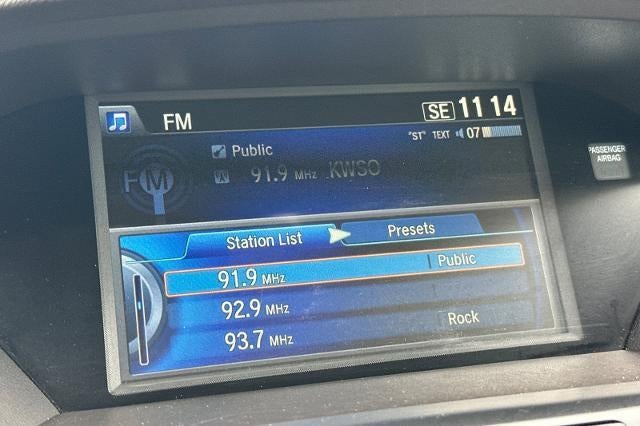 FM
SE 11 14
"ST" TEXT 07
Public
FM 91.9 MHz KWSO
PASSENGER
AIRBAG
Station List Presets
91.9 MHz Public
92.9 MHz
93.7 MHz Rock